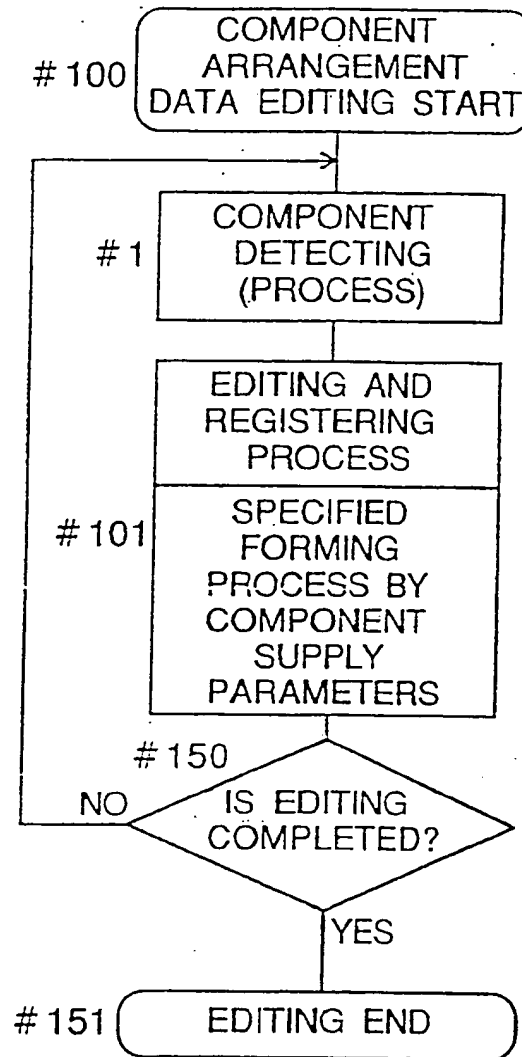 COMPONENT
# 100 ARRANGEMENT
DATA EDITING START
COMPONENT
# 1 DETECTING
(PROCESS)
EDITING AND
REGISTERING
PROCESS
SPECIFIED
# 101 FORMING
PROCESS BY
COMPONENT
SUPPLY
PARAMETERS
# 150
NO IS EDITING
COMPLETED?
YES
# 151 EDITING END